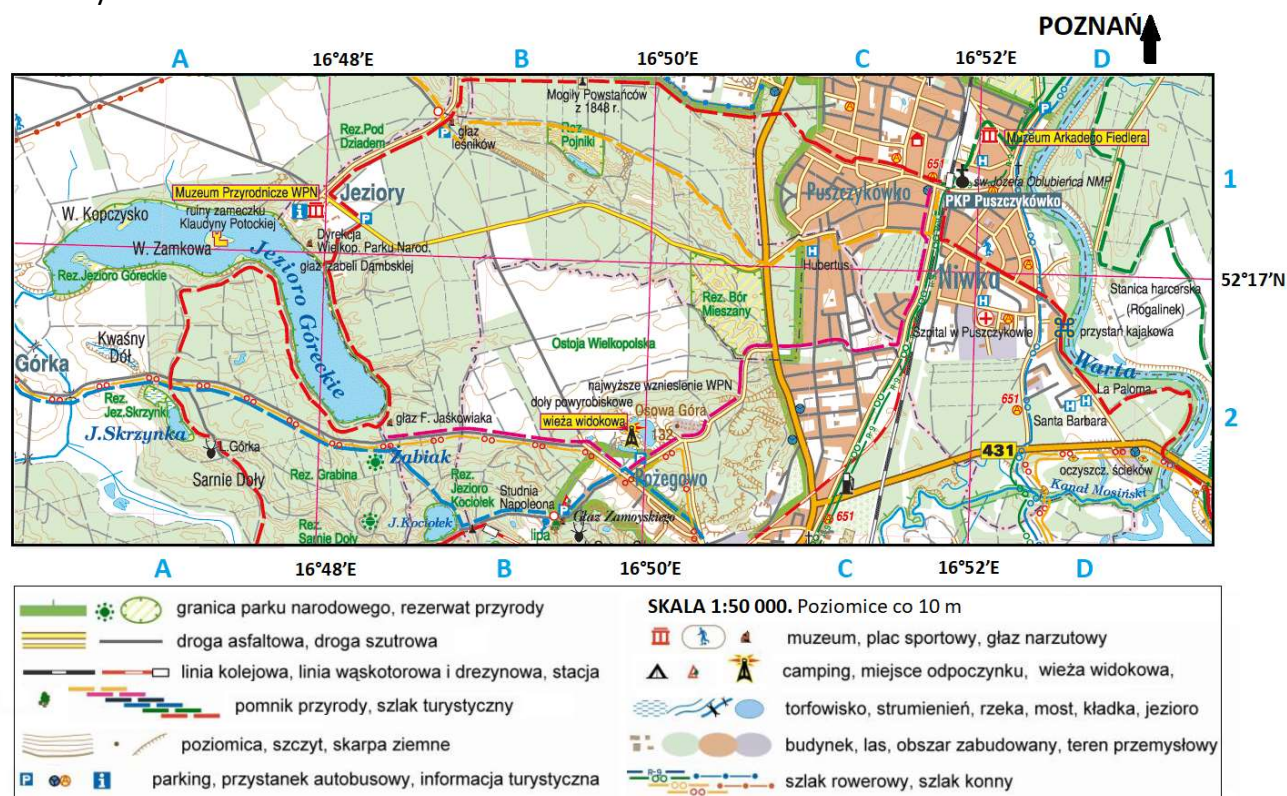 POZNAŃ
A 16°48'E B 16°50'E C 16°52'E D
Mogiły Powstańców
z 1848 r.
Rez.Pod
Dziadem
P
głaz
leśników
Rez.
Pojniki
P
Muzeum Arkadego Fiedlera
H
651
św.Józefa Oblubieńca NMP
1
Muzeum Przyrodnicze WPN
Jeziory
Puszczykówko
PKP Puszczykówko
W. Kopczysko
ruiny zameczku
Klaudyny Potockiej
i
P
W. Zamkowa
Dyrekcja
Wielkop. Parku Narod.
głaz Izabeli Dąmbskiej
Rez.Jezioro Góreckie
Jezioro Góreckie
H
Hubertus
Niwka
52°17'N
Rez. Bór
Mieszany
Stanica harcerska
(Rogalinek)
H
Szpital w Puszczykowie
przystań kajakowa
Kwaśny
Dół
Górka
Ostoja Wielkopolska
Warta
R-9
najwyższe wzniesienie WPN
doły powyrobiskowe
La Paloma
Rez.
Jez.Skrzynki
głaz F. Jaśkowiaka
wieża widokowa
Osowa Góra
132
651
H H
Santa Barbara
2
J.Skrzynka
L.Górka
Żabiak
P
431
Sarnie Doły
Rez. Grabina
Rez.
Jezioro
Kociołek
Studnia
Napoleona
Pożegowo
oczyszcz. ścieków
Kanał Mosiński
R-9
Rez.
Sarnie Doły
J.Kociołek
P
Głaz Zamoyskiego
lipa
651
A 16°48'E B 16°50'E C 16°52'E D
granica parku narodowego, rezerwat przyrody
droga asfaltowa, droga szutrowa
linia kolejowa, linia wąskotorowa i drezynowa, stacja
pomnik przyrody, szlak turystyczny
poziomica, szczyt, skarpa ziemne
P i parking, przystanek autobusowy, informacja turystyczna
SKALA 1:50 000. Poziomice co 10 m
muzeum, plac sportowy, głaz narzutowy
camping, miejsce odpoczynku, wieża widokowa,
torfowisko, strumienień, rzeka, most, kładka, jezioro
budynek, las, obszar zabudowany, teren przemysłowy
R-9 szlak rowerowy, szlak konny